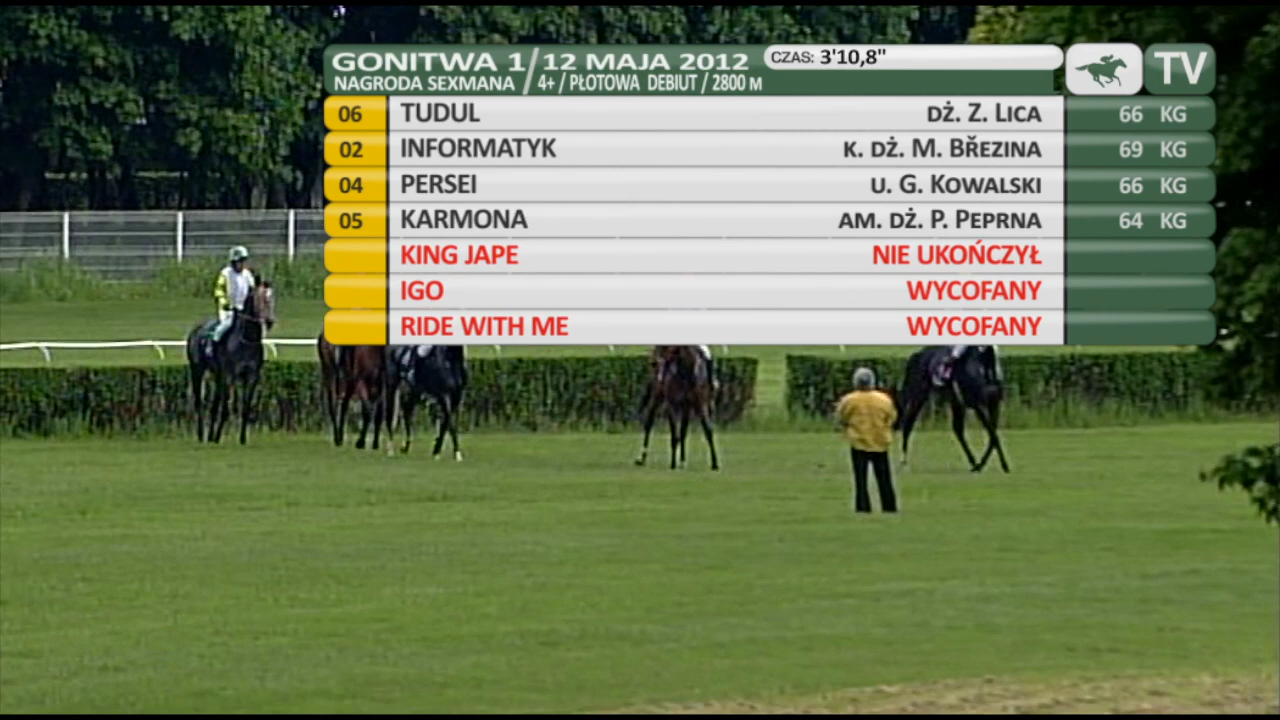 GONITWA 1/12 MAJA 2012 CZAS: 3'10,8" TV
NAGRODA SEXMANA / 4+ / PŁOTOWA DEBIUT / 2800 M
06 TUDUL DŻ. Z. LICA 66 KG
02 INFORMATYK K. DŻ. M. BŘEZINA 69 KG
04 PERSEI U. G. KOWALSKI 66 KG
05 KARMONA AM. DŻ. P. PEPRNA 64 KG
KING JAPE NIE UKOŃCZYŁ
IGO WYCOFANY
RIDE WITH ME WYCOFANY